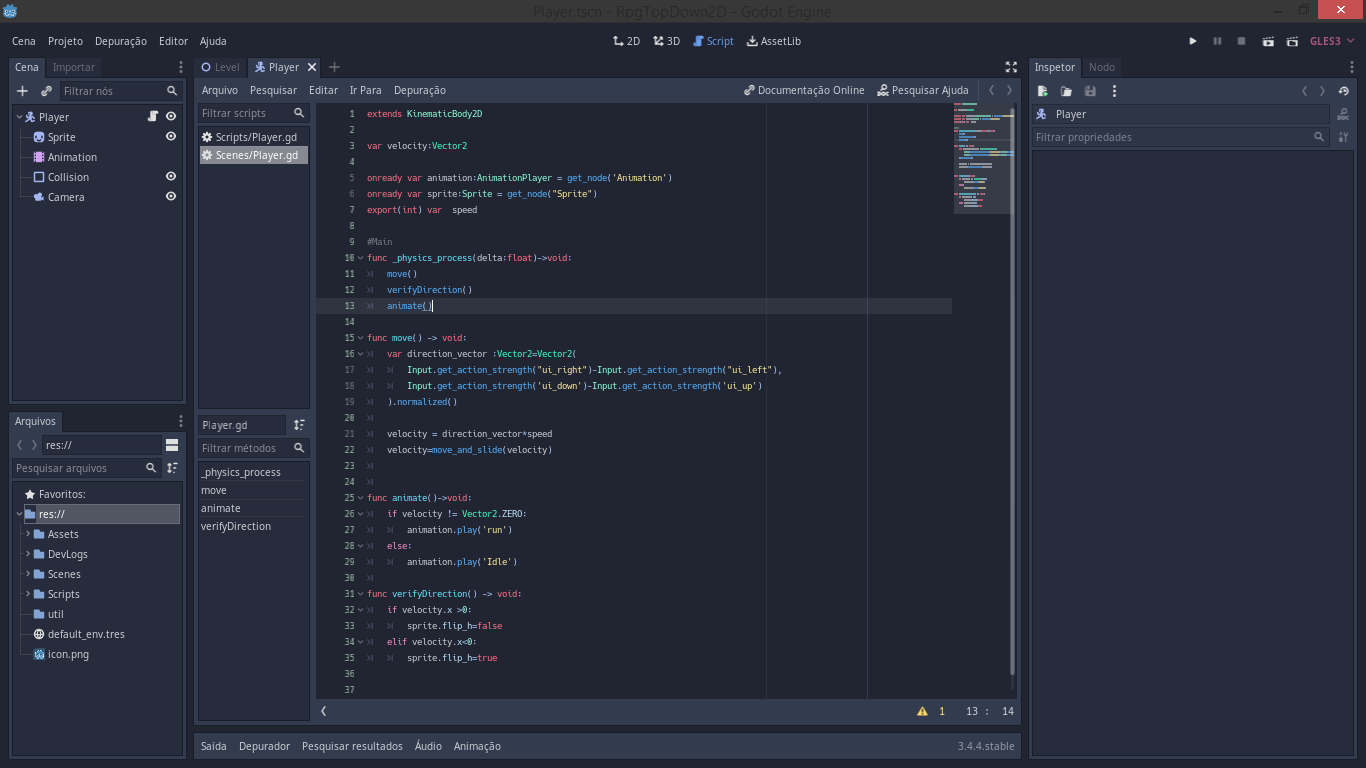 Player.tscn - RpgTopDown2D - Godot Engine
Cena Projeto Depuração Editor Ajuda
2D 3D Script AssetLib
GLES3
Cena Importar
Filtrar nós
Player
Sprite
Animation
Collision
Camera
Arquivos
res://
Pesquisar arquivos
Favoritos:
res://
Assets
DevLogs
Scenes
Scripts
util
default_env.tres
icon.png
Level Player
Arquivo Pesquisar Editar Ir Para Depuração
Documentação Online Pesquisar Ajuda
Filtrar scripts
Scripts/Player.gd
Scenes/Player.gd
Player.gd
Filtrar métodos
_physics_process
move
animate
verifyDirection
1 extends KinematicBody2D
2
3 var velocity:Vector2
4
5 onready var animation:AnimationPlayer = get_node('Animation')
6 onready var sprite:Sprite = get_node("Sprite")
7 export(int) var  speed
8
9 #Main
10 func _physics_process(delta:float)->void:
11 move()
12 verifyDirection()
13 animate()
14
15 func move() -> void:
16 var direction_vector :Vector2=Vector2(
17 Input.get_action_strength("ui_right")-Input.get_action_strength("ui_left"),
18 Input.get_action_strength('ui_down')-Input.get_action_strength('ui_up')
19 ).normalized()
20
21 velocity = direction_vector*speed
22 velocity=move_and_slide(velocity)
23
24
25 func animate()->void:
26 if velocity != Vector2.ZERO:
27 animation.play('run')
28 else:
29 animation.play('Idle')
30
31 func verifyDirection() -> void:
32 if velocity.x >0:
33 sprite.flip_h=false
34 elif velocity.x<0:
35 sprite.flip_h=true
36
37
1 13 : 14
Saída Depurador Pesquisar resultados Áudio Animação
3.4.4.stable
Inspetor Nodo
Player
Filtrar propriedades